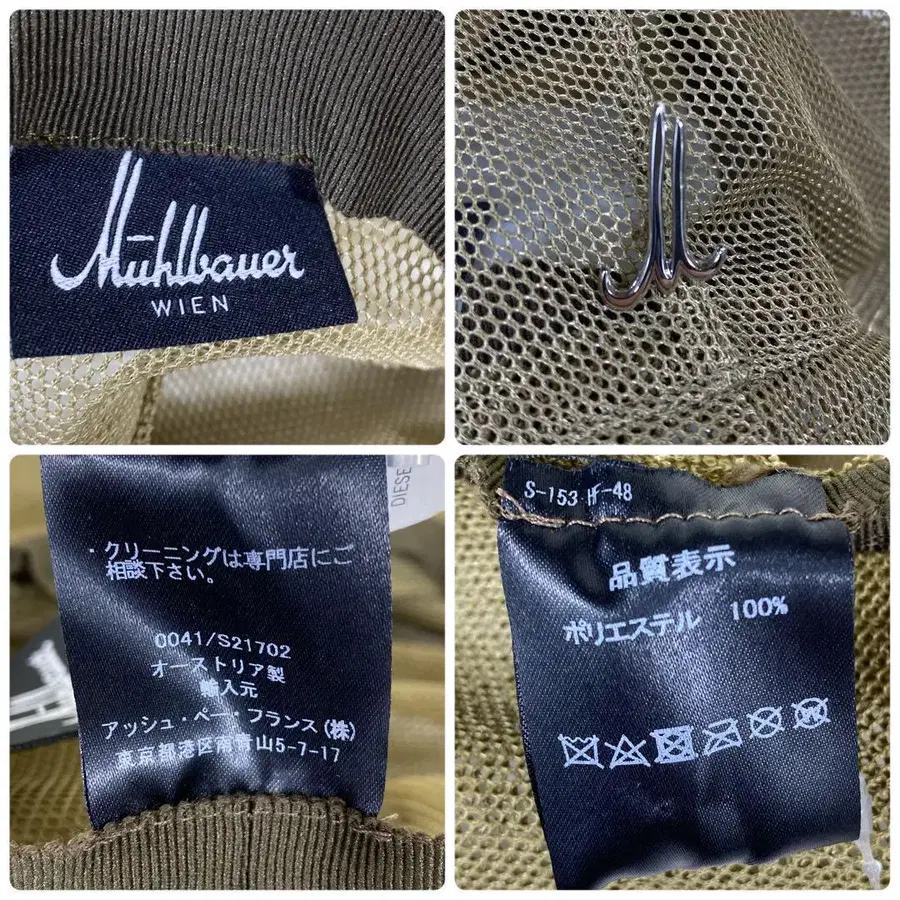 Mühlbauer
WIEN
DIESE
・クリーニングは専門店にご
相談下さい。
0041/S21702
オーストリア製
輸入元
アッシュ・ペー・フランス(株)
東京都港区南青山5-7-17
S-153 HF-48
品質表示
ポリエステル 100%